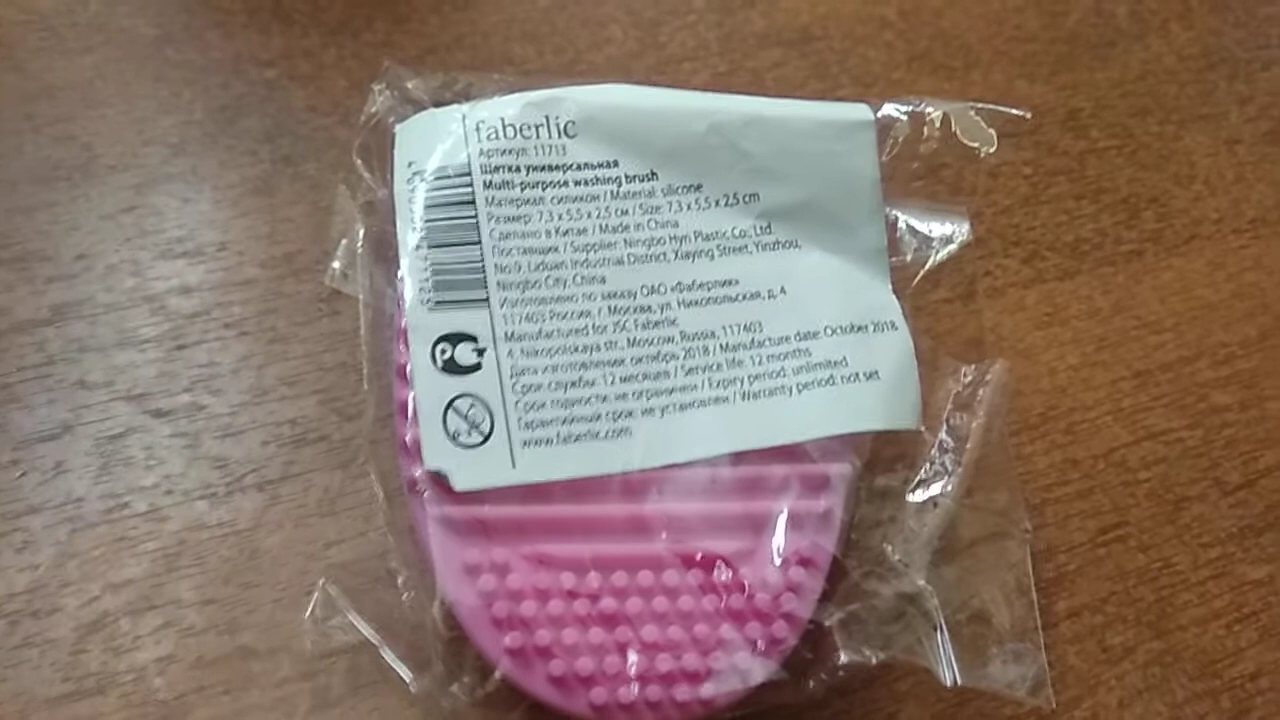 faberlic
Артикул: 11713
Щетка универсальная
Multi-purpose washing brush
Материал: силикон / Material: silicone
Размер: 7,3 x 5,5 x 2,5 см / Size: 7,3 x 5,5 x 2,5 cm
Сделано в Китае / Made in China
Поставщик / Supplier: Ningbo Hyri Plastic Co., Ltd.
No 9, Liduan Industrial District, Xiaying Street, Yinzhou,
Ningbo City, China
Изготовлено по заказу ОАО «Фаберлик»
117403 Россия, г. Москва, ул. Никопольская, д. 4
Manufactured for JSC Faberlic
4, Nikopolskaya str., Moscow, Russia, 117403
Дата изготовления: октябрь 2018 / Manufacture date: October 2018
Срок службы: 12 месяцев / Service life: 12 months
Срок годности: не ограничен / Expiry period: unlimited
Гарантийный срок: не установлен / Warranty period: not set
www.faberlic.com